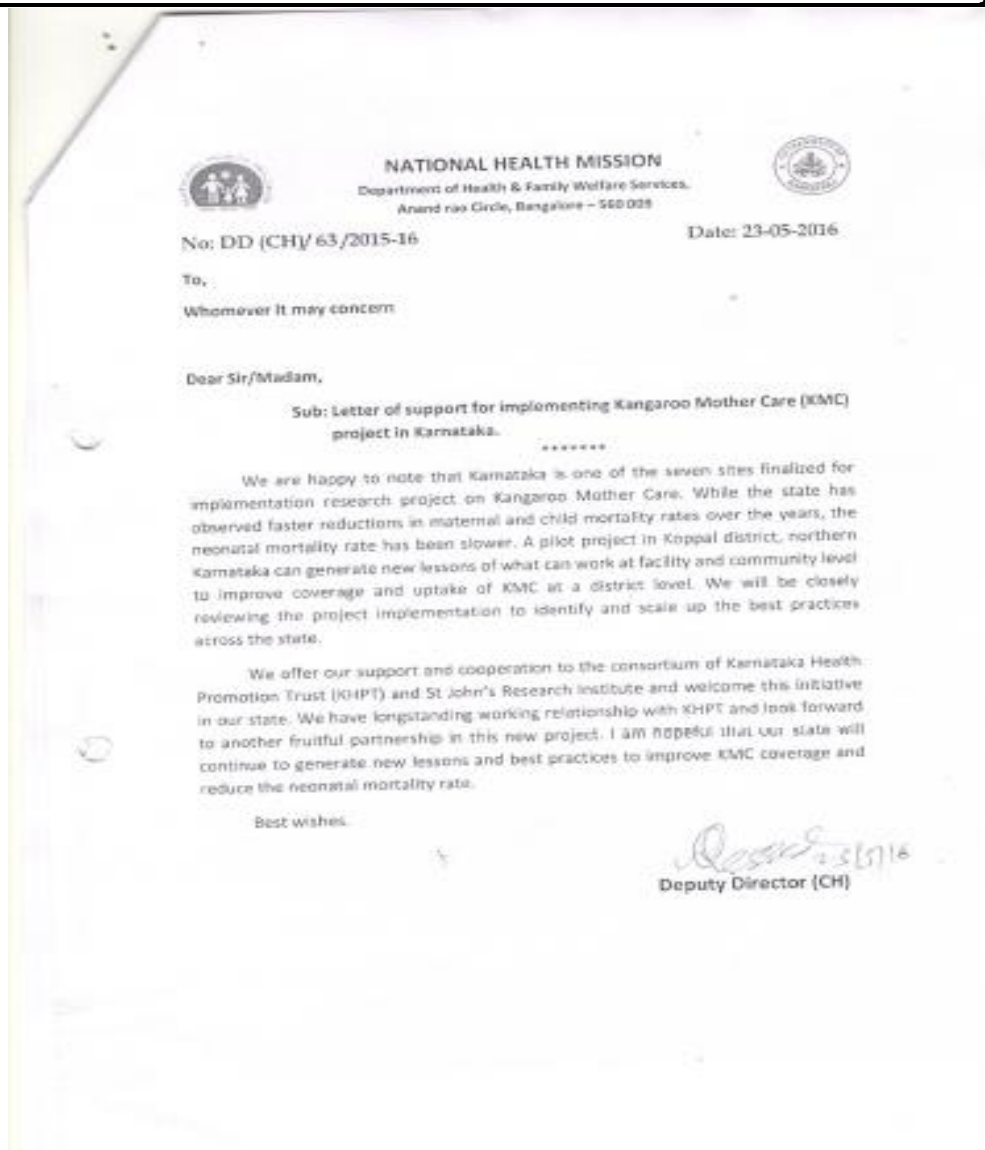 NATIONAL HEALTH MISSION
Department of Health & Family Welfare Services,
Anand rao Circle, Bangalore – 560 009
No: DD (CH)/ 63 /2015-16
Date: 23-05-2016
To,
Whomever it may concern
Dear Sir/Madam,
Sub: Letter of support for implementing Kangaroo Mother Care (KMC)
project in Karnataka.
*******
We are happy to note that Karnataka is one of the seven sites finalized for
implementation research project on Kangaroo Mother Care. While the state has
observed faster reductions in maternal and child mortality rates over the years, the
neonatal mortality rate has been slower. A pilot project in Koppal district, northern
Karnataka can generate new lessons of what can work at facility and community level
to improve coverage and uptake of KMC at a district level. We will be closely
reviewing the project implementation to identify and scale up the best practices
across the state.
We offer our support and cooperation to the consortium of Karnataka Health
Promotion Trust (KHPT) and St John's Research Institute and welcome this initiative
in our state. We have longstanding working relationship with KHPT and look forward
to another fruitful partnership in this new project. I am hopeful that our state will
continue to generate new lessons and best practices to improve KMC coverage and
reduce the neonatal mortality rate.
Best wishes.
Deputy Director (CH)